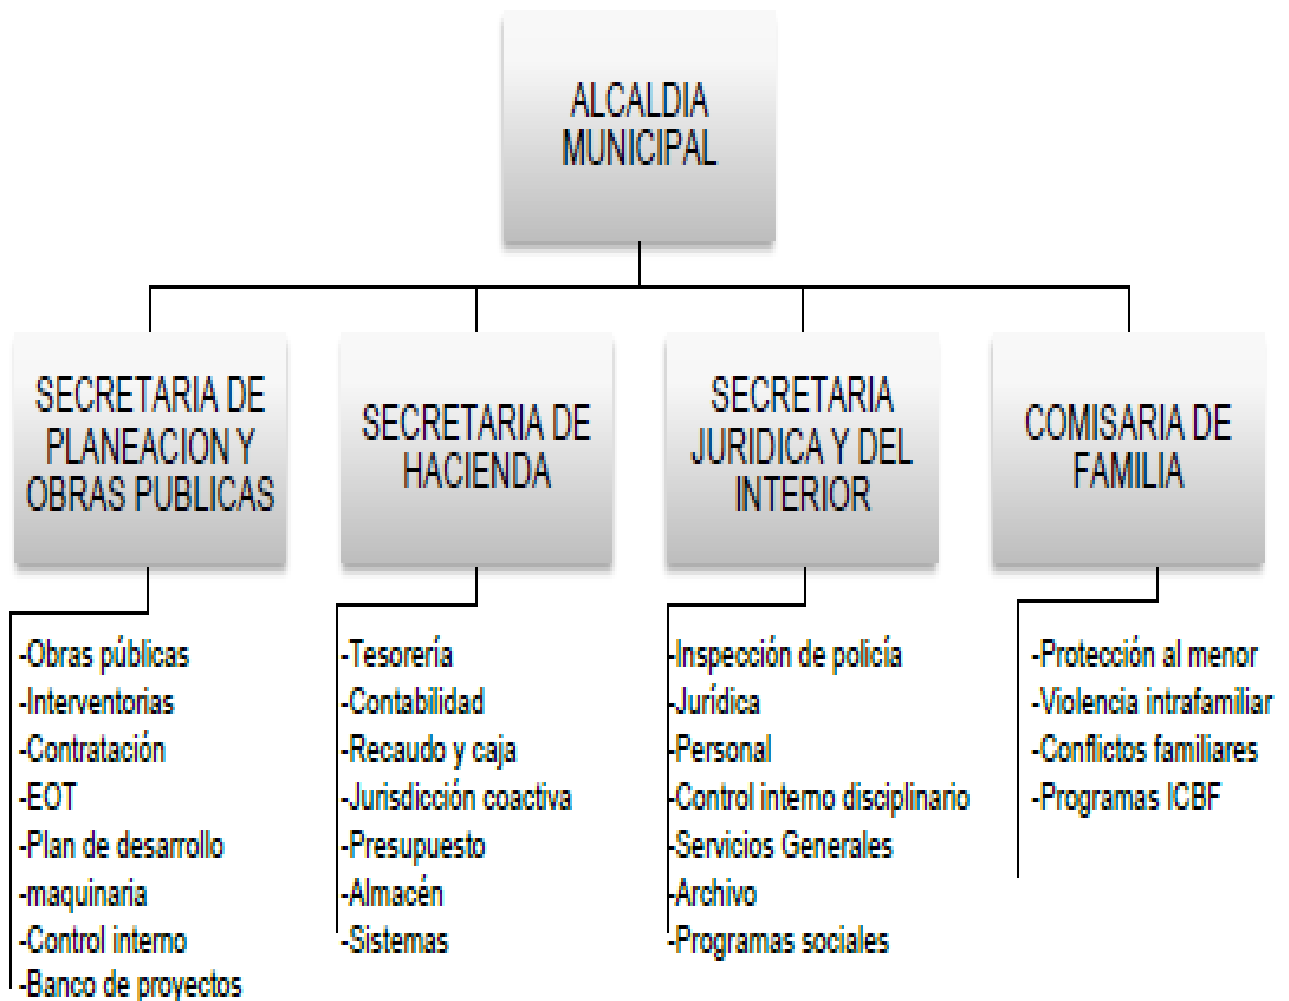 ALCALDIA
MUNICIPAL
SECRETARIA DE
PLANEACION Y
OBRAS PUBLICAS
SECRETARIA DE
HACIENDA
SECRETARIA
JURIDICA Y DEL
INTERIOR
COMISARIA DE
FAMILIA
-Obras públicas
-Interventorias
-Contratación
-EOT
-Plan de desarrollo
-maquinaria
-Control interno
-Banco de proyectos
-Tesorería
-Contabilidad
-Recaudo y caja
-Jurisdicción coactiva
-Presupuesto
-Almacén
-Sistemas
-Inspección de policía
-Jurídica
-Personal
-Control interno disciplinario
-Servicios Generales
-Archivo
-Programas sociales
-Protección al menor
-Violencia intrafamiliar
-Conflictos familiares
-Programas ICBF